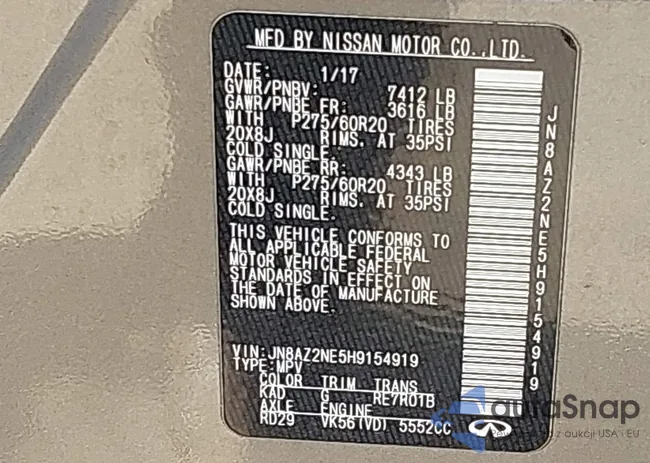 MFD BY NISSAN MOTOR CO.,LTD.
DATE: 1/17
GVWR/PNBV: 7412 LB
GAWR/PNBE FR: 3616 LB
WITH P275/60R20 TIRES
20X8J RIMS. AT 35PSI
COLD SINGLE.
GAWR/PNBE RR: 4343 LB
WITH P275/60R20 TIRES
20X8J RIMS. AT 35PSI
COLD SINGLE.
THIS VEHICLE CONFORMS TO
ALL APPLICABLE FEDERAL
MOTOR VEHICLE SAFETY
STANDARDS IN EFFECT ON
THE DATE OF MANUFACTURE
SHOWN ABOVE.
VIN:JN8AZ2NE5H9154919
TYPE:MPV
COLOR TRIM TRANS
KAD G RE7R01B
AXLE ENGINE
RD29 VK56(VD) 5552CC
JN8AZ2NE5H9154919
autoSnap
z aukcji USA i EU